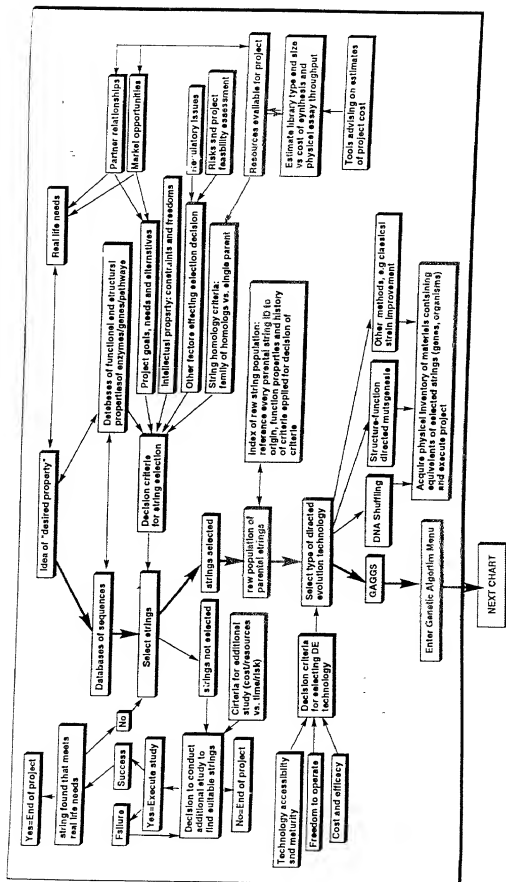 Real life needs
Partner relationships
Market opportunities
Idea of "desired property"
Databases of functional end structural
properties of enzymes/genes/pathways
Project goals, needs and alternatives
Intellectual property: constraints and freedoms
Other factors effecting selection decision
String homology criteria:
family of homologs vs. single parent
Regulatory issues
Risks and project
feasbility assessment
Resources available for project
Estimate library type end size
vs cost of synthesis and
physical assay throughput
Tools advising on estimates
of project cost
Databases of sequences
Decision criteria
for string selection
Select strings
strings selected
strings not selected
Yes=End of project
string found that meets
real life needs
No
Success
Failure
Yes=Execute study
Decision to conduct
additional study to
find suitable strings
No=End of project
Cirteria for additional
study (cost/resources
vs. time/risk)
raw population of
parental strings
Index of raw string population:
reference every parental string ID to
origin, function properties and history
of criteria applied for decision of
criteria
Select type of directed
evolution technology
Decision criteria
for selecting DE
technology
Technology accessibility
and maturity
Freedom to operate
Cost and efficacy
GAGGS
DNA Shuffling
Structure-function
directed mutsgenesis
Other methods, e.g claesical
strain improvement
Acquire physical inventory of materials containing
equivalents of selected strings (genes, organisms)
and execute project
Enter Genetic Algorithm Menu
NEXT CHART